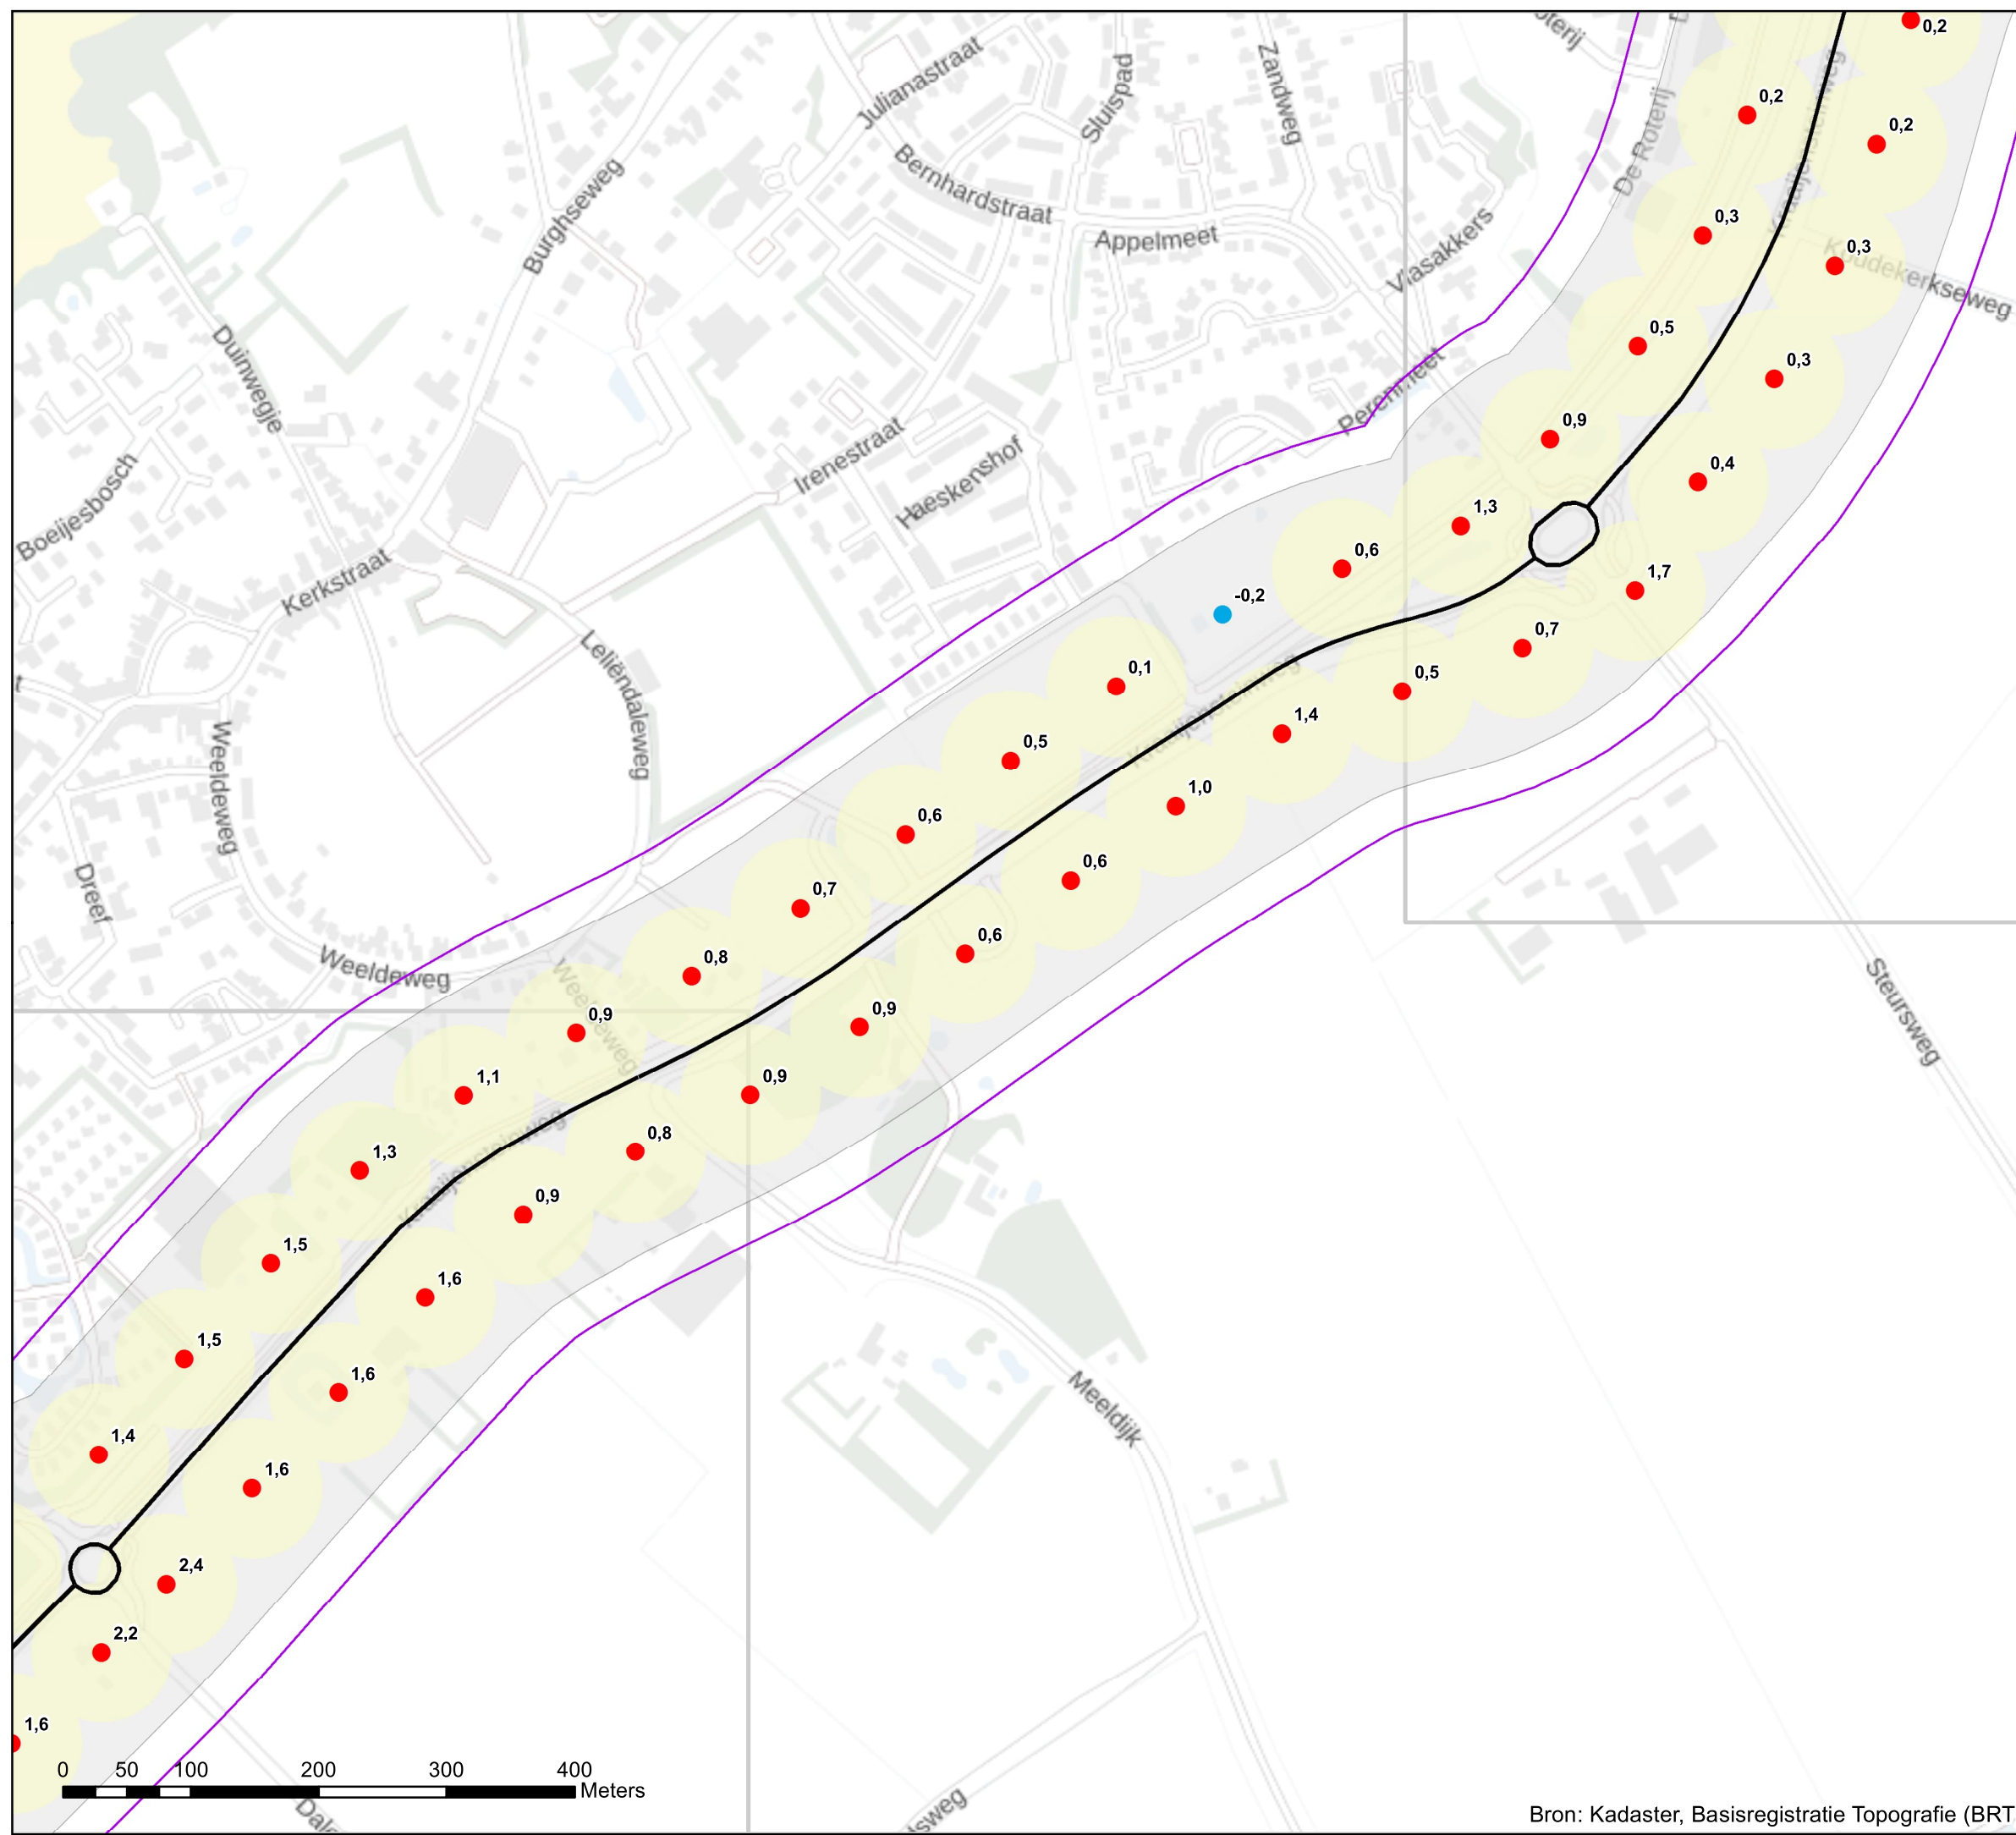 0,2
Julianastraat
Sluispad
Zandweg
De Roterij
0,2
Kraaijensteinweg
0,2
Burghseweg
Bernhardstraat
Appelmeet
Vlasakkers
0,3
0,3
Koudekerkseweg
Duinwegje
0,5
0,3
Perenmeet
0,9
0,4
Irenestraat
Haeskenshof
Boeijesbosch
1,3
0,6
Kerkstraat
1,7
-0,2
0,7
0,1
0,5
Leliëndaleweg
Kraaijensteinweg
1,4
0,5
Weeldeweg
1,0
0,6
0,6
Dreef
0,7
0,6
0,8
Weeldeweg
0,9
0,9
Steursweg
1,1
0,9
0,8
1,3
Kraaijensteinweg
0,9
1,5
1,6
1,5
1,6
Meeldijk
1,4
1,6
2,4
2,2
1,6
0 50 100 200 300 400
Meters
Bron: Kadaster, Basisregistratie Topografie (BRT